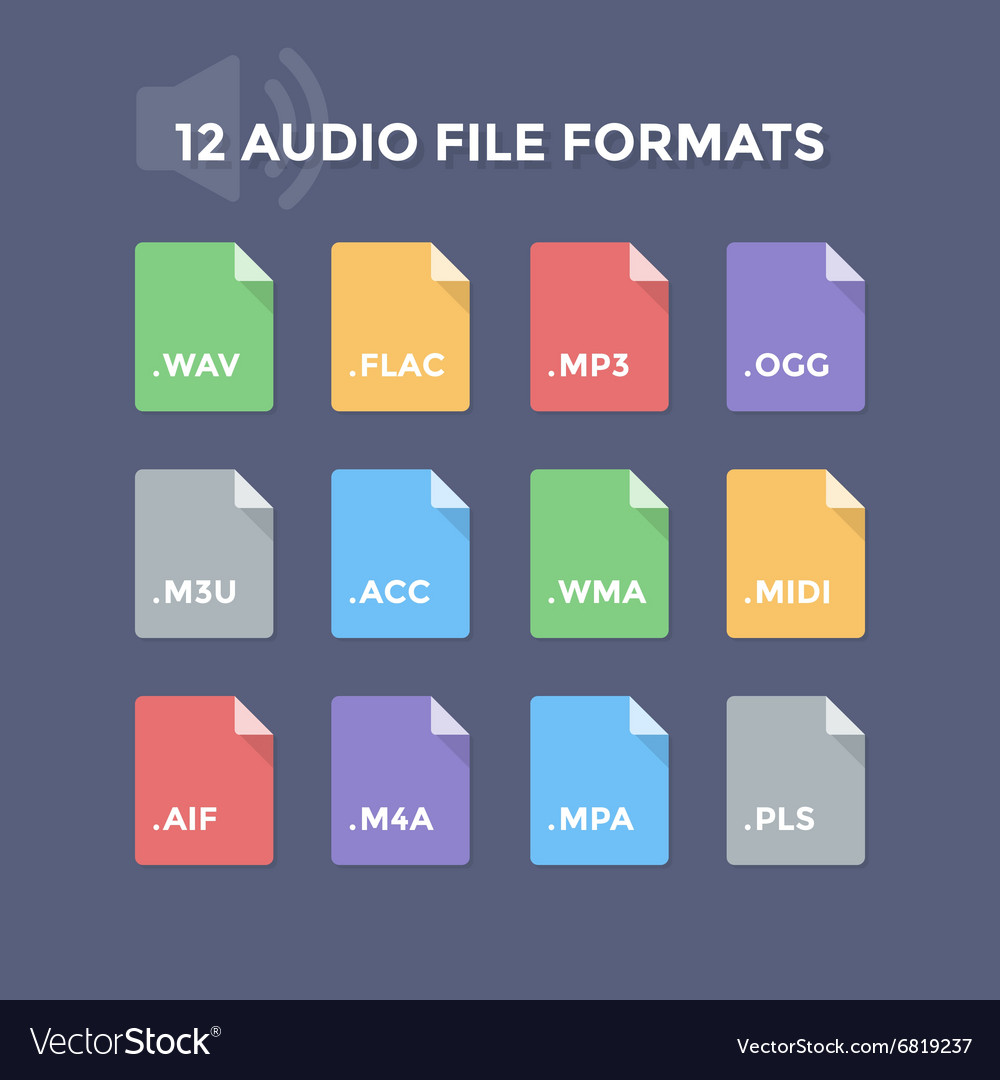 12 AUDIO FILE FORMATS
.WAV .FLAC .MP3 .OGG
.M3U .ACC .WMA .MIDI
.AIF .M4A .MPA .PLS
VectorStock® VectorStock.com/6819237